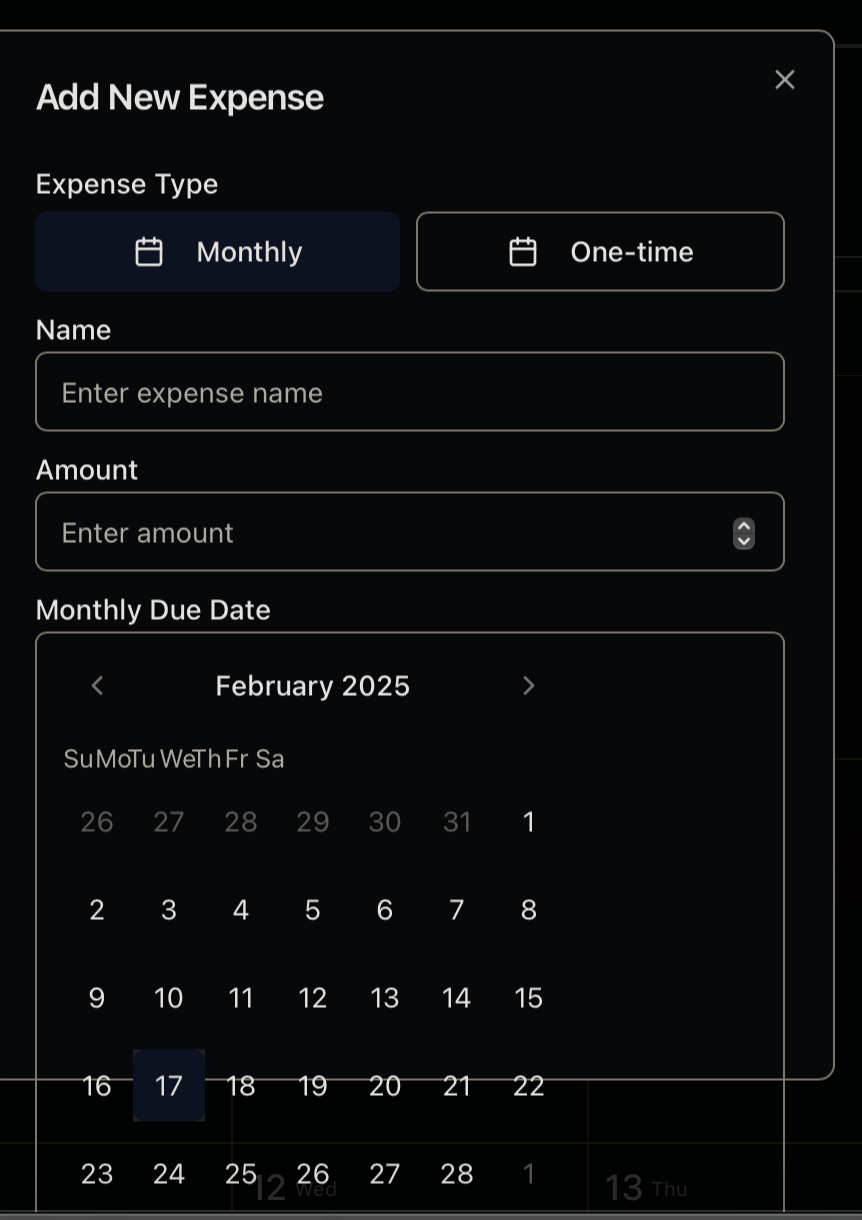 Add New Expense
Expense Type
Monthly One-time
Name
Enter expense name
Amount
Enter amount
Monthly Due Date
February 2025
Su Mo Tu We Th Fr Sa
26 27 28 29 30 31 1
2 3 4 5 6 7 8
9 10 11 12 13 14 15
16 17 18 19 20 21 22
23 24 25 26 27 28 1
12 Wed 13 Thu